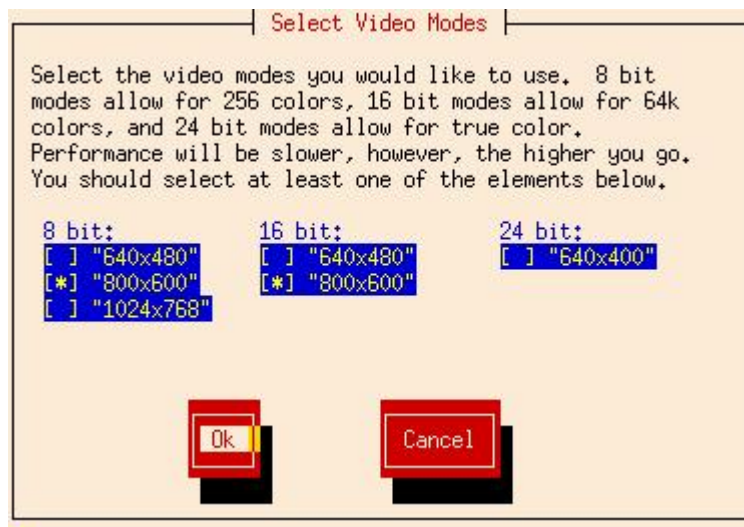 Select Video Modes
Select the video modes you would like to use.  8 bit
modes allow for 256 colors, 16 bit modes allow for 64k
colors, and 24 bit modes allow for true color.
Performance will be slower, however, the higher you go.
You should select at least one of the elements below.
8 bit: 16 bit: 24 bit:
[ ] "640x480" [ ] "640x480" [ ] "640x400"
[*] "800x600" [*] "800x600"
[ ] "1024x768"
Ok Cancel